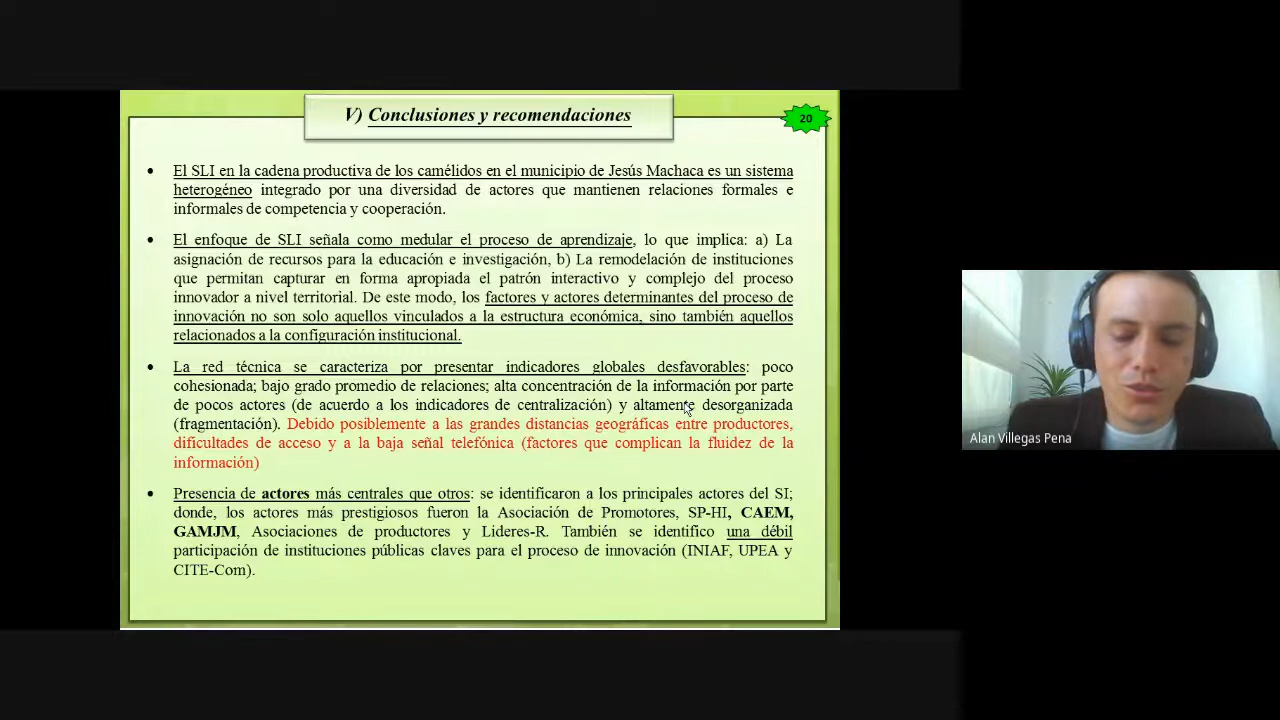 V) Conclusiones y recomendaciones
20
• El SLI en la cadena productiva de los camélidos en el municipio de Jesús Machaca es un sistema
heterogéneo integrado por una diversidad de actores que mantienen relaciones formales e
informales de competencia y cooperación.
• El enfoque de SLI señala como medular el proceso de aprendizaje, lo que implica: a) La
asignación de recursos para la educación e investigación, b) La remodelación de instituciones
que permitan capturar en forma apropiada el patrón interactivo y complejo del proceso
innovador a nivel territorial. De este modo, los factores y actores determinantes del proceso de
innovación no son solo aquellos vinculados a la estructura económica, sino también aquellos
relacionados a la configuración institucional.
• La red técnica se caracteriza por presentar indicadores globales desfavorables: poco
cohesionada; bajo grado promedio de relaciones; alta concentración de la información por parte
de pocos actores (de acuerdo a los indicadores de centralización) y altamente desorganizada
(fragmentación). Debido posiblemente a las grandes distancias geográficas entre productores,
dificultades de acceso y a la baja señal telefónica (factores que complican la fluidez de la
información)
• Presencia de actores más centrales que otros: se identificaron a los principales actores del SI;
donde, los actores más prestigiosos fueron la Asociación de Promotores, SP-HI, CAEM,
GAMJM, Asociaciones de productores y Lideres-R. También se identifico una débil
participación de instituciones públicas claves para el proceso de innovación (INIAF, UPEA y
CITE-Com).
Alan Villegas Pena